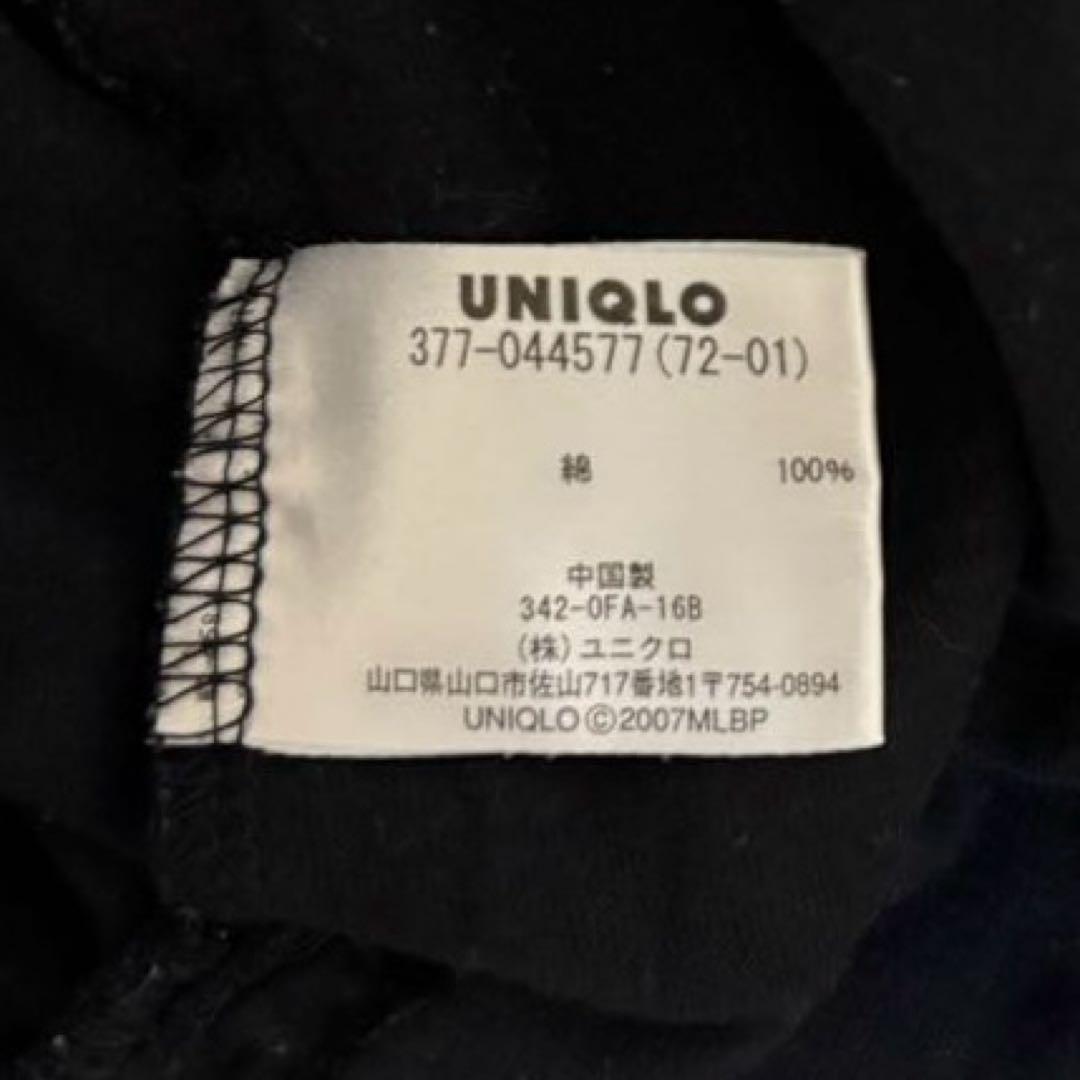 UNIQLO
377-044577(72-01)
綿 100%
中国製
342-0FA-16B
(株)ユニクロ
山口県山口市佐山717番地1〒754-0894
UNIQLO©2007MLBP